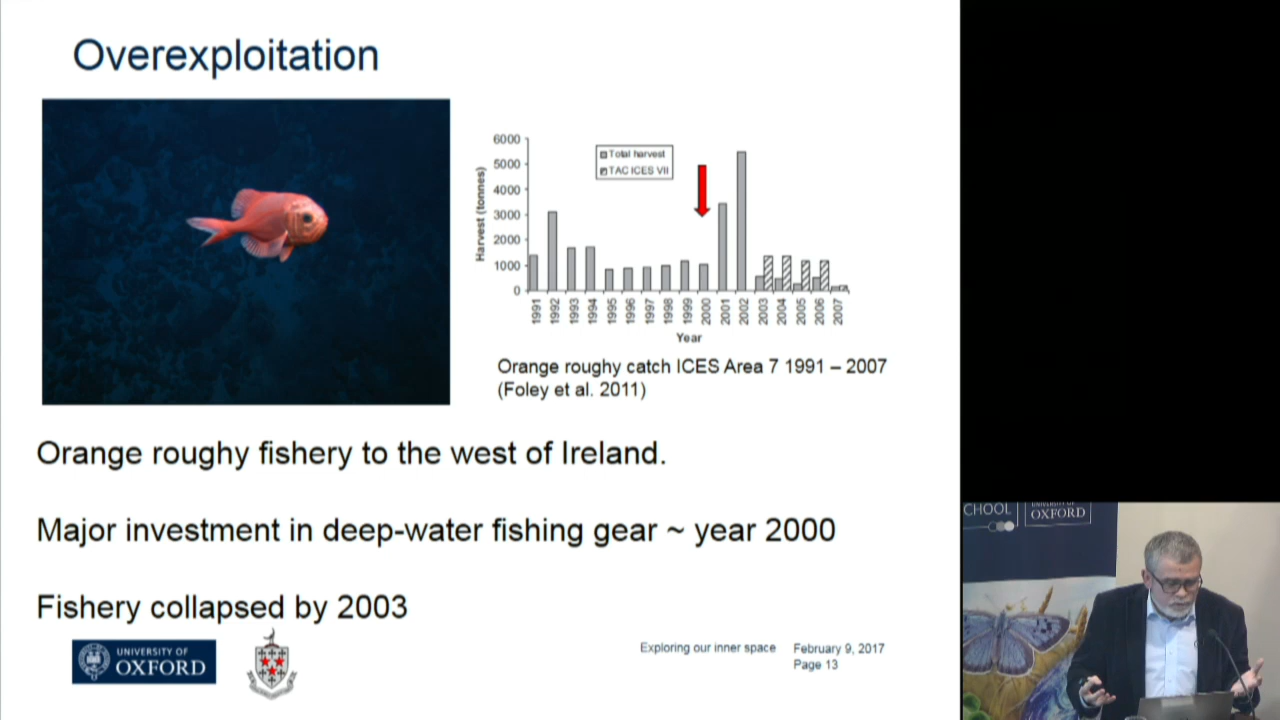 Overexploitation
6000
5000
4000
3000
2000
1000
0
Harvest (tonnes)
Total harvest
TAC ICES VII
1991
1992
1993
1994
1995
1996
1997
1998
1999
2000
2001
2002
2003
2004
2005
2006
2007
Year
Orange roughy catch ICES Area 7 1991 – 2007
(Foley et al. 2011)
Orange roughy fishery to the west of Ireland.
Major investment in deep-water fishing gear ~ year 2000
Fishery collapsed by 2003
UNIVERSITY OF
OXFORD
Exploring our inner space
February 9, 2017
Page 13
CHOOL
UNIVERSITY OF
OXFORD